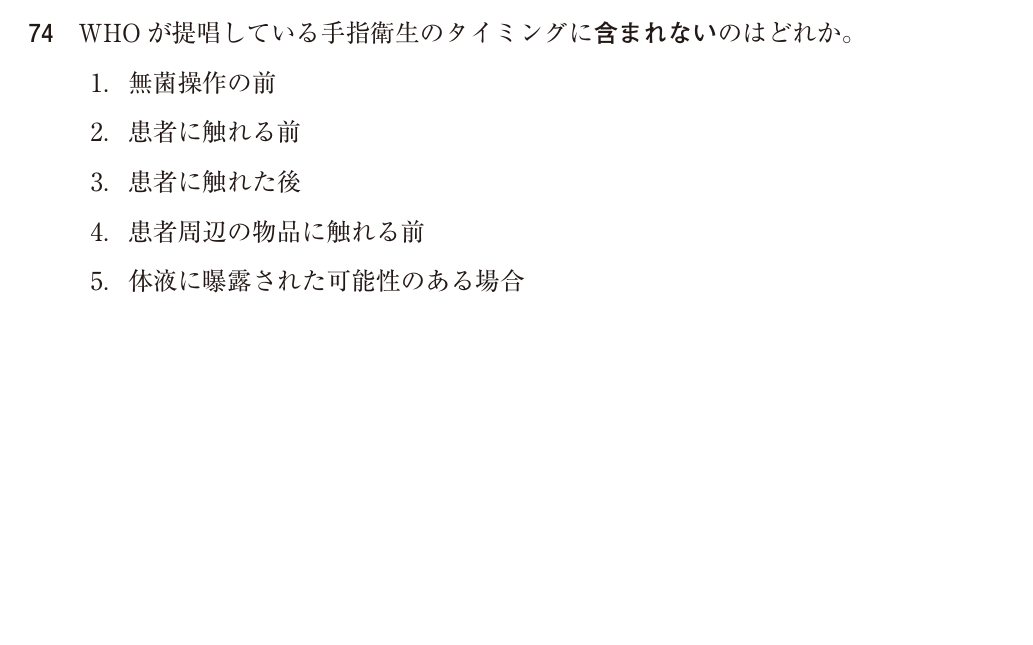 74 WHO が提唱している手指衛生のタイミングに含まれないのはどれか。
1. 無菌操作の前
2. 患者に触れる前
3. 患者に触れた後
4. 患者周辺の物品に触れる前
5. 体液に曝露された可能性のある場合